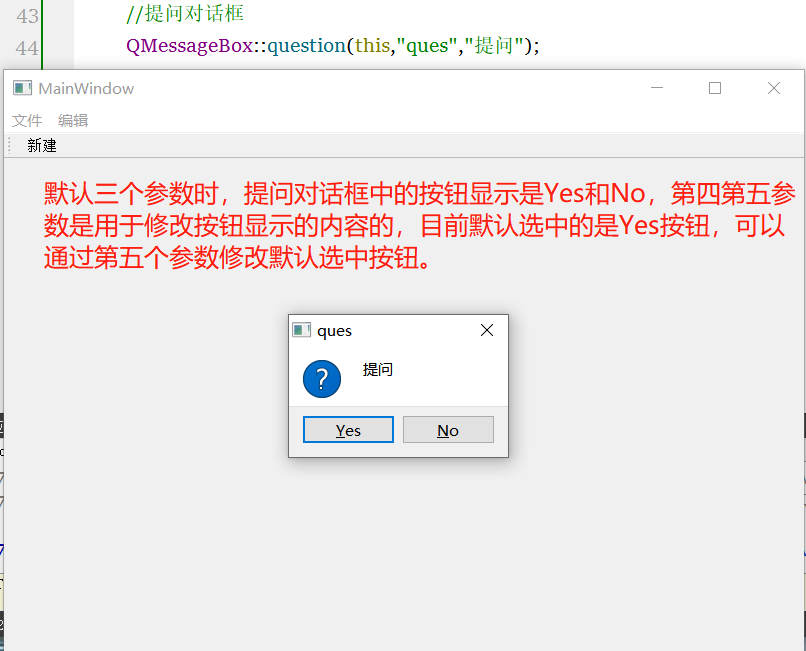 43 //提问对话框
44 QMessageBox::question(this,"ques","提问");
MainWindow
文件 编辑
新建
默认三个参数时，提问对话框中的按钮显示是Yes和No，第四第五参
数是用于修改按钮显示的内容的，目前默认选中的是Yes按钮，可以
通过第五个参数修改默认选中按钮。
ques
提问
Yes No